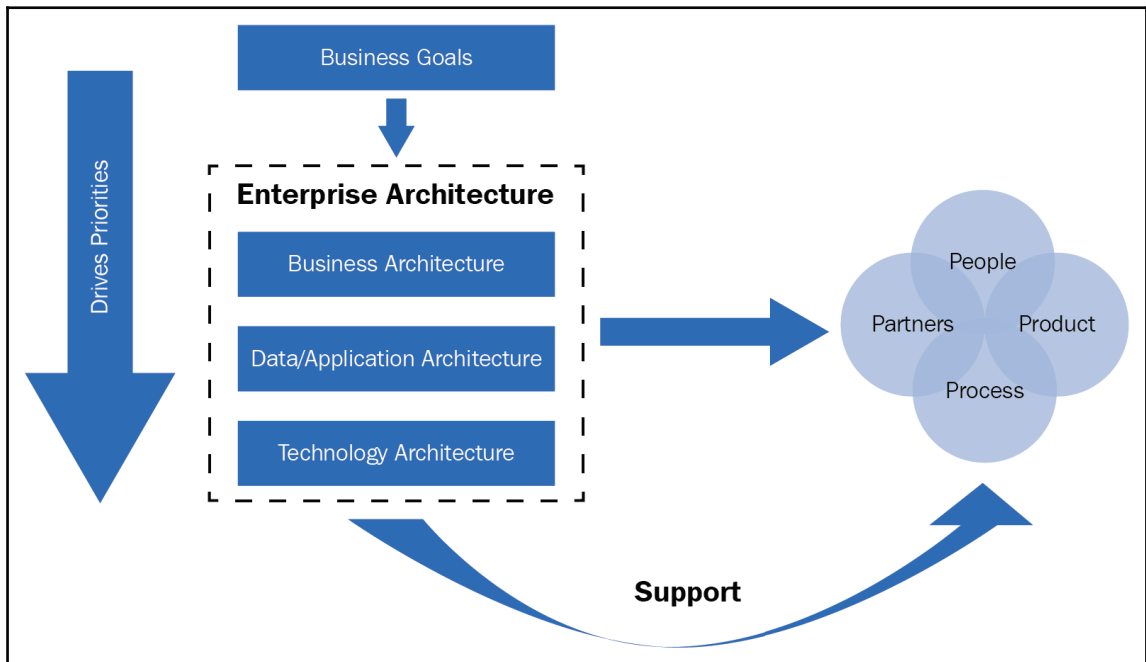 Business Goals
Drives Priorities
Enterprise Architecture
Business Architecture
Data/Application Architecture
Technology Architecture
People
Partners
Product
Process
Support